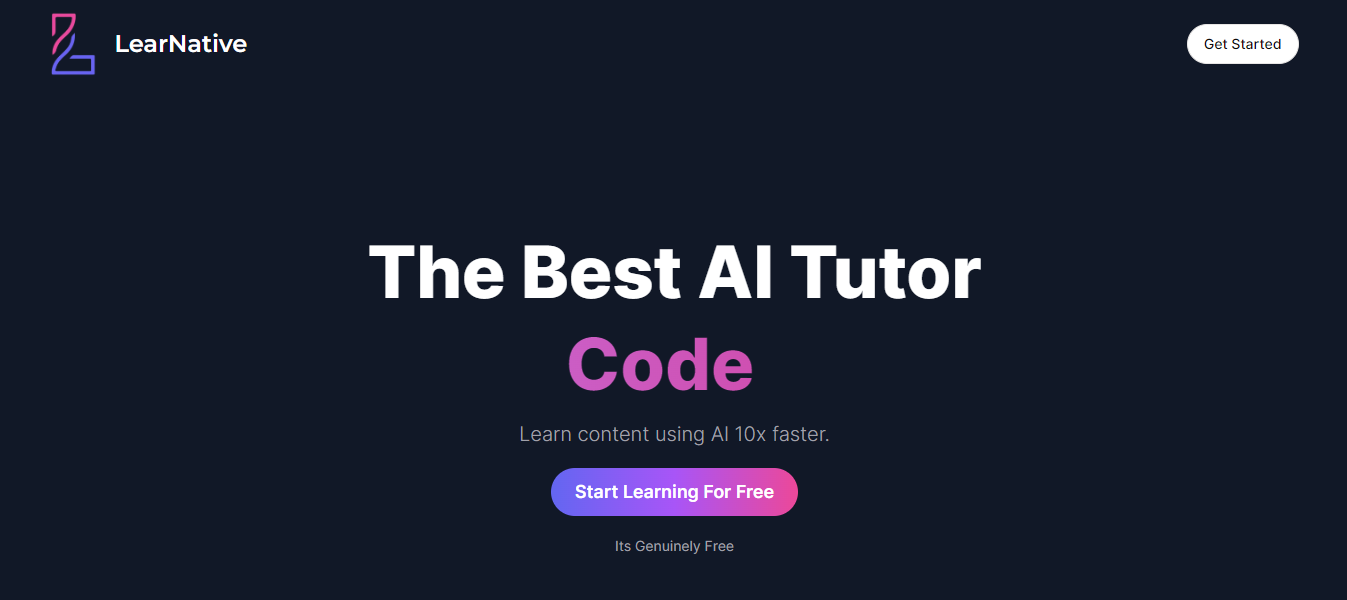 LearNative
Get Started
The Best AI Tutor
Code
Learn content using AI 10x faster.
Start Learning For Free
Its Genuinely Free